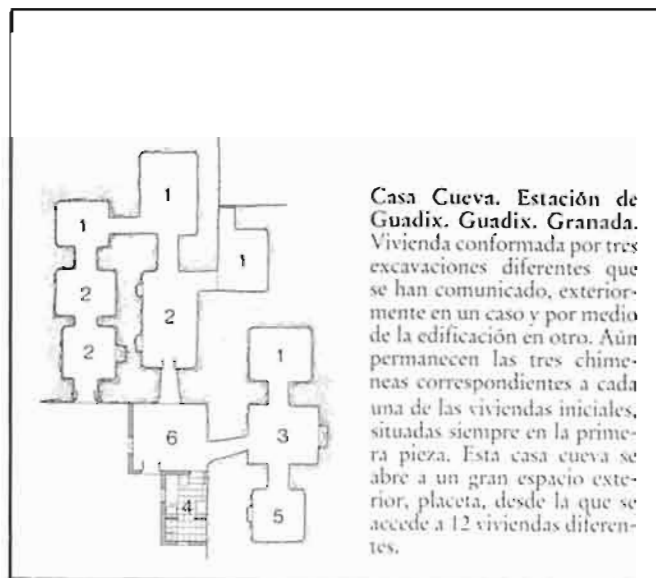 1
1
1
2
2
2
1
6
3
4
5
Casa Cueva. Estación de
Guadix. Guadix. Granada.
Vivienda conformada por tres
excavaciones diferentes que
se han comunicado, exterior-
mente en un caso y por medio
de la edificación en otro. Aún
permanecen las tres chime-
neas correspondientes a cada
una de las viviendas iniciales,
situadas siempre en la prime-
ra pieza. Esta casa cueva se
abre a un gran espacio exte-
rior, placeta, desde la que se
accede a 12 viviendas diferen-
tes.